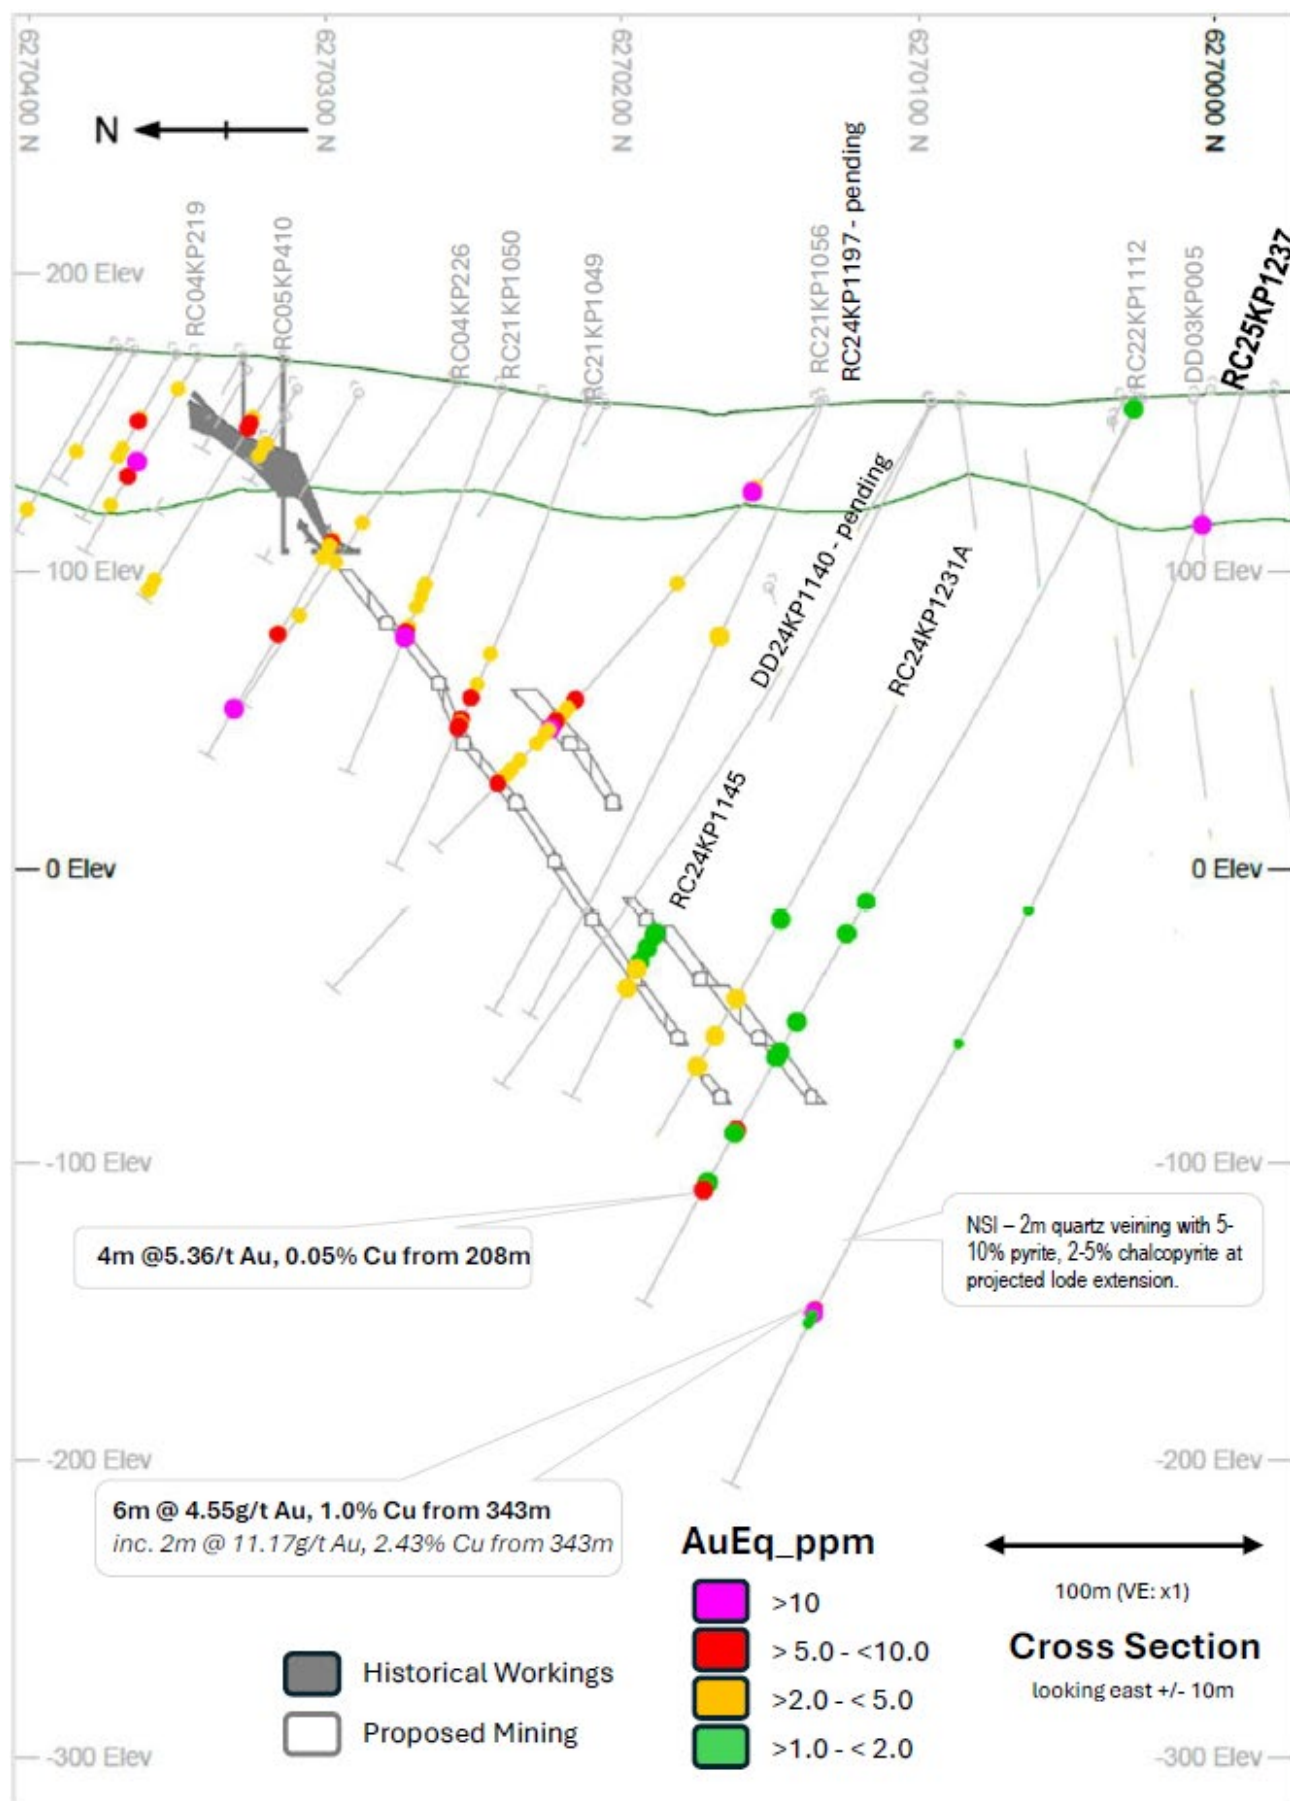 6270400 N
6270300 N
6270200 N
6270100 N
6270000 N
N
RC04KP219
RC05KP410
RC04KP226
RC21KP1050
RC21KP1049
RC21KP1056
RC24KP1197 - pending
RC22KP1112
DD03KP005
RC25KP1237
200 Elev
100 Elev
100 Elev
DD24KP1140 - pending
RC24KP1231A
RC24KP1145
0 Elev
0 Elev
-100 Elev
-100 Elev
4m @5.36/t Au, 0.05% Cu from 208m
NSI – 2m quartz veining with 5-
10% pyrite, 2-5% chalcopyrite at
projected lode extension.
-200 Elev
-200 Elev
6m @ 4.55g/t Au, 1.0% Cu from 343m
inc. 2m @ 11.17g/t Au, 2.43% Cu from 343m
AuEq_ppm
>10
> 5.0 - <10.0
>2.0 - < 5.0
>1.0 - < 2.0
100m (VE: x1)
Cross Section
looking east +/- 10m
Historical Workings
Proposed Mining
-300 Elev
-300 Elev